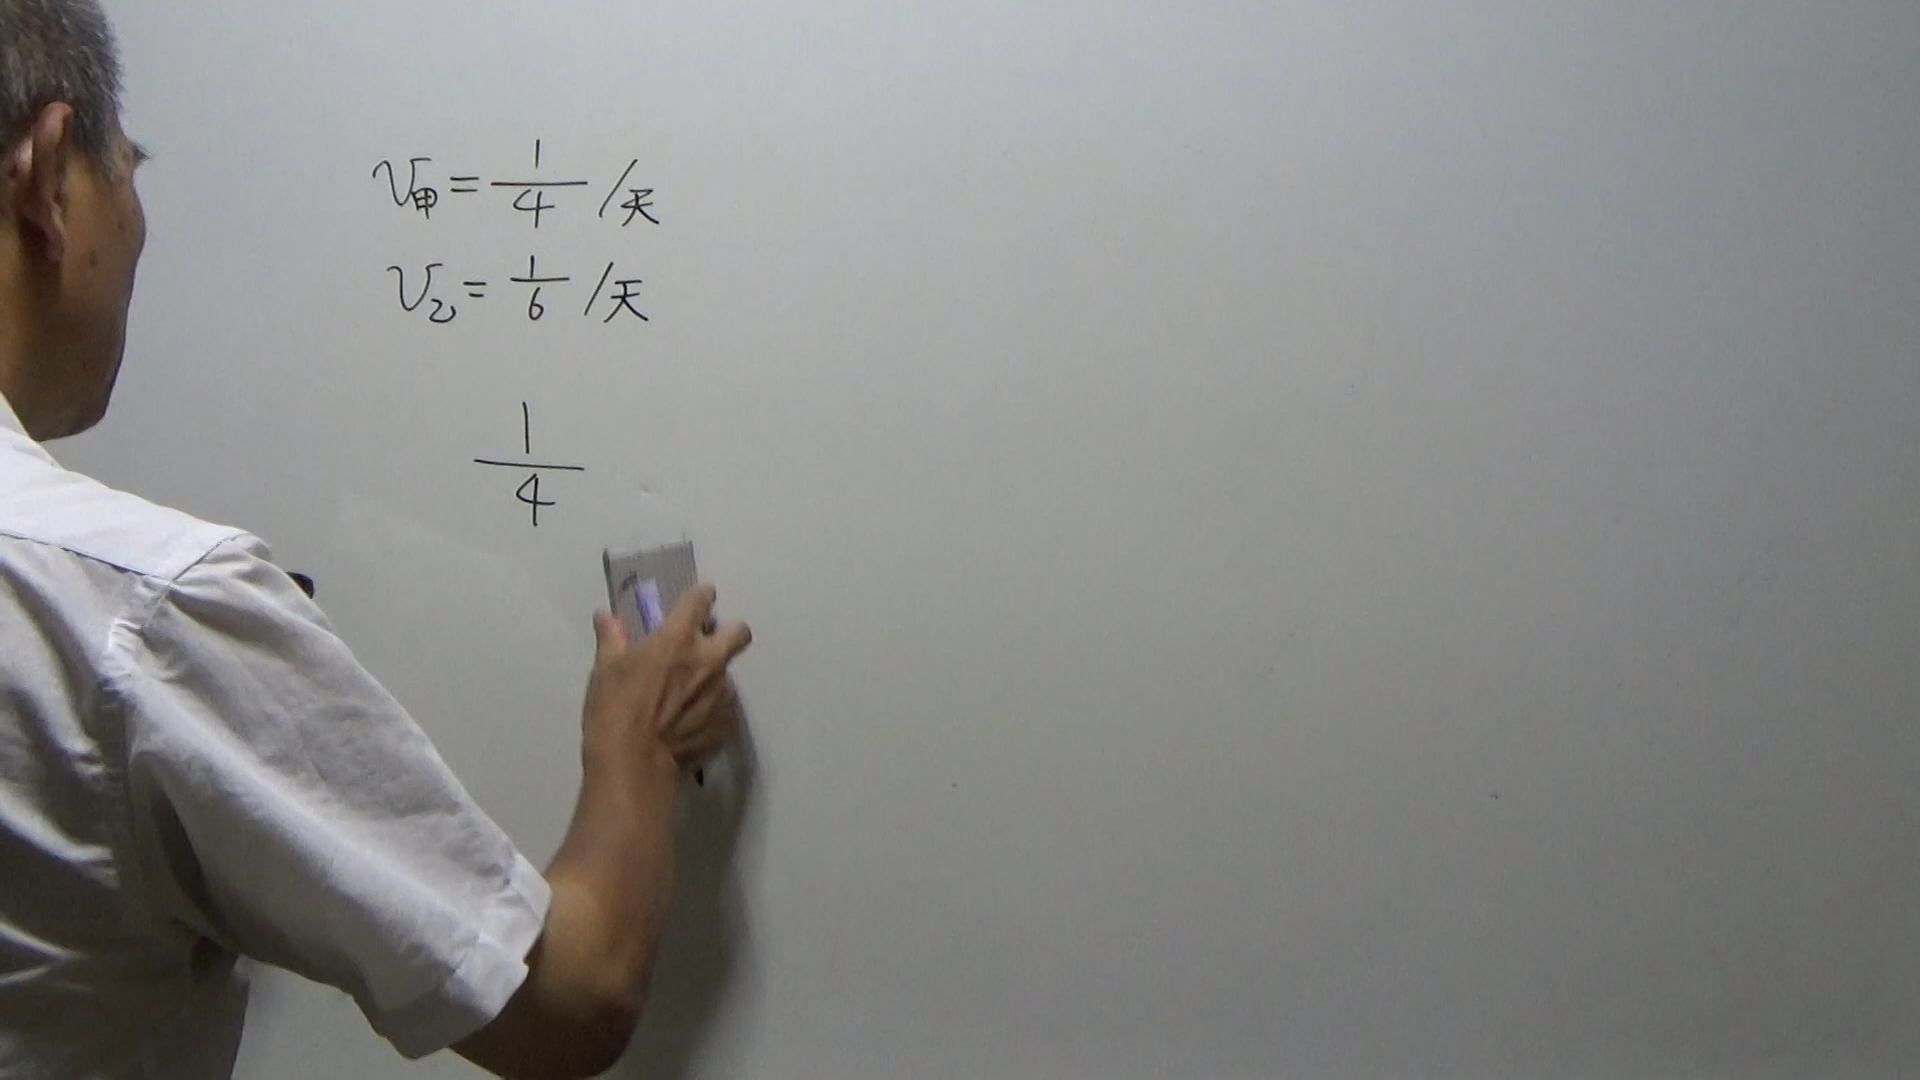 V甲 = 1/4 /天
V乙 = 1/6 /天
1/4